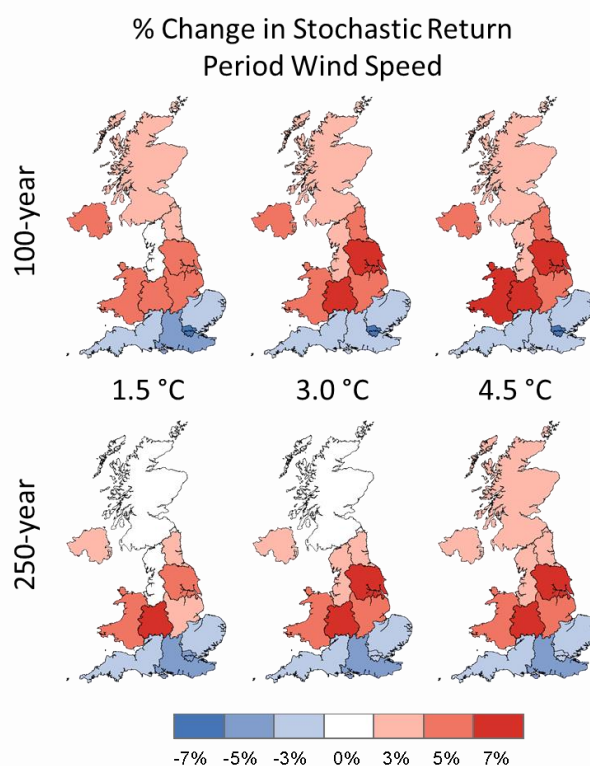 % Change in Stochastic Return
Period Wind Speed
100-year
1.5 °C
3.0 °C
4.5 °C
250-year
-7%
-5%
-3%
0%
3%
5%
7%